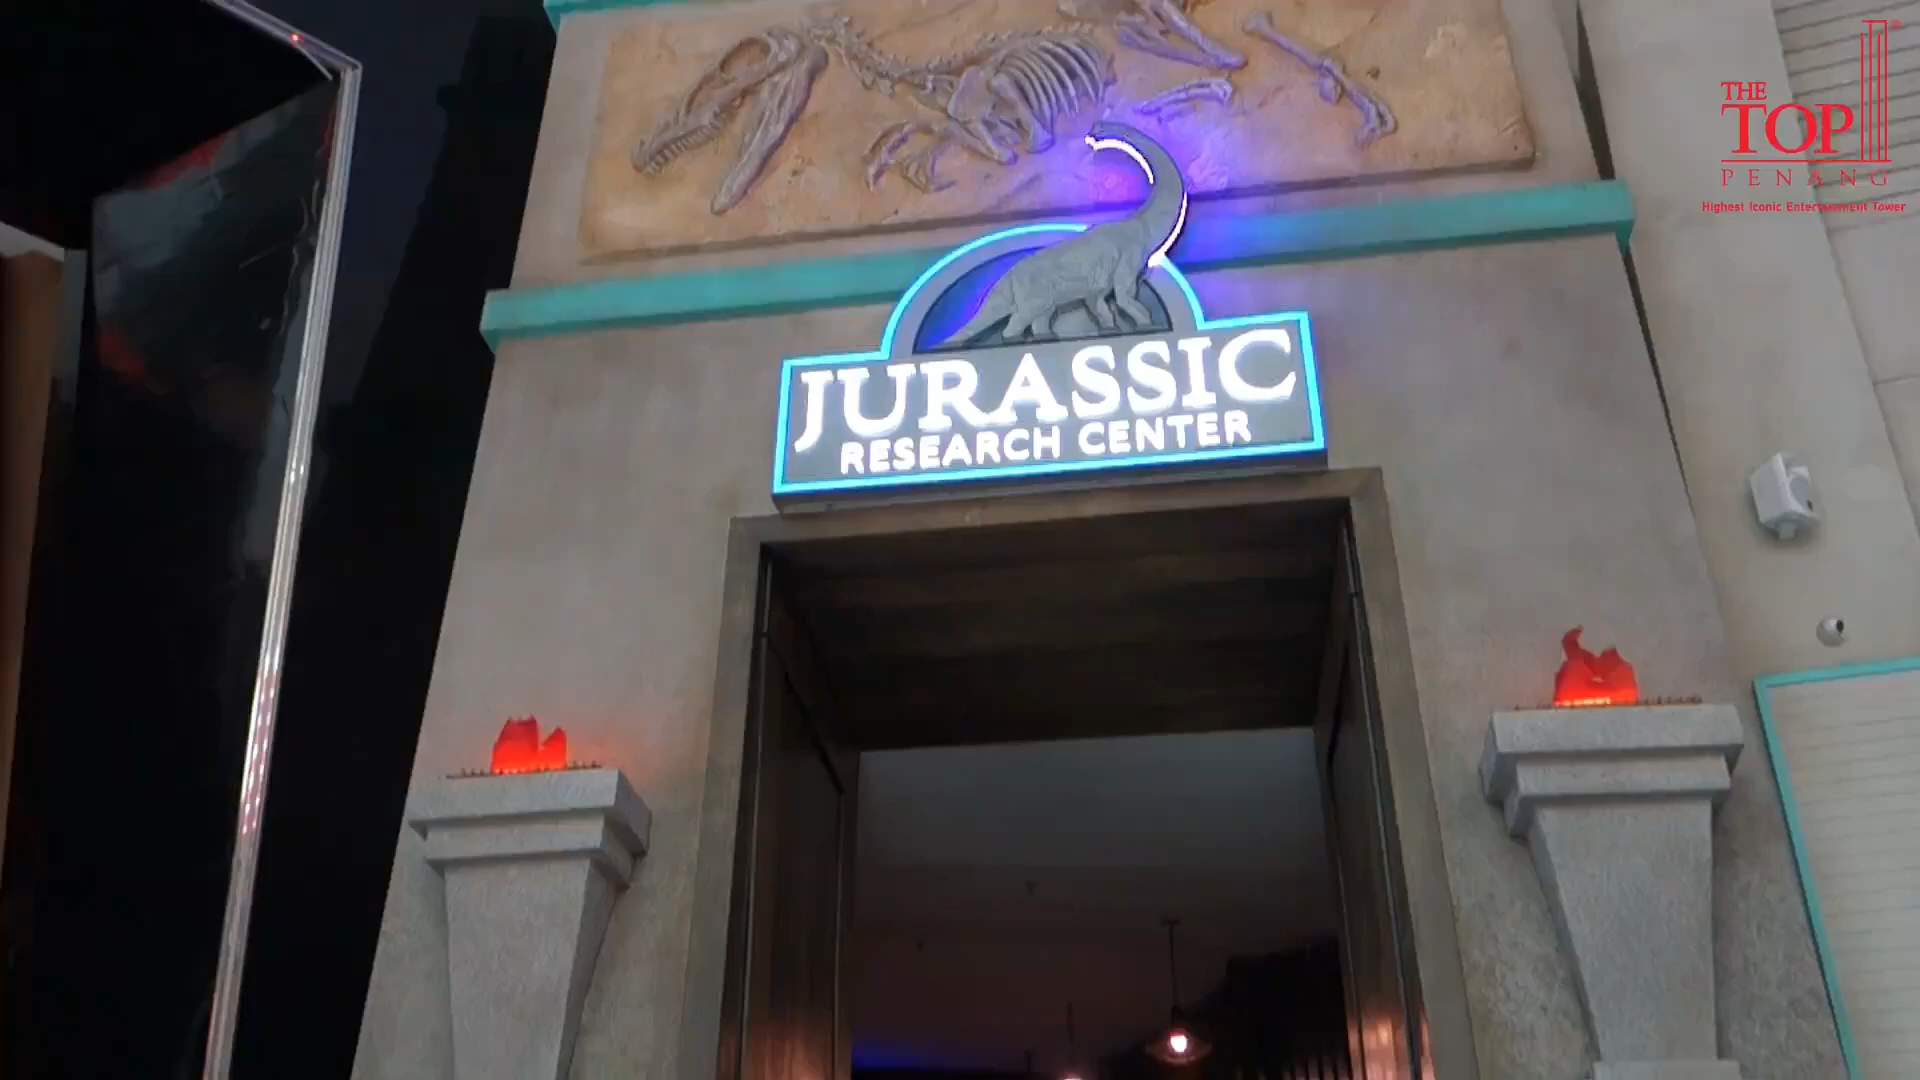 THE
TOP
PENANG
Highest Iconic Entertainment Tower
JURASSIC
RESEARCH CENTER